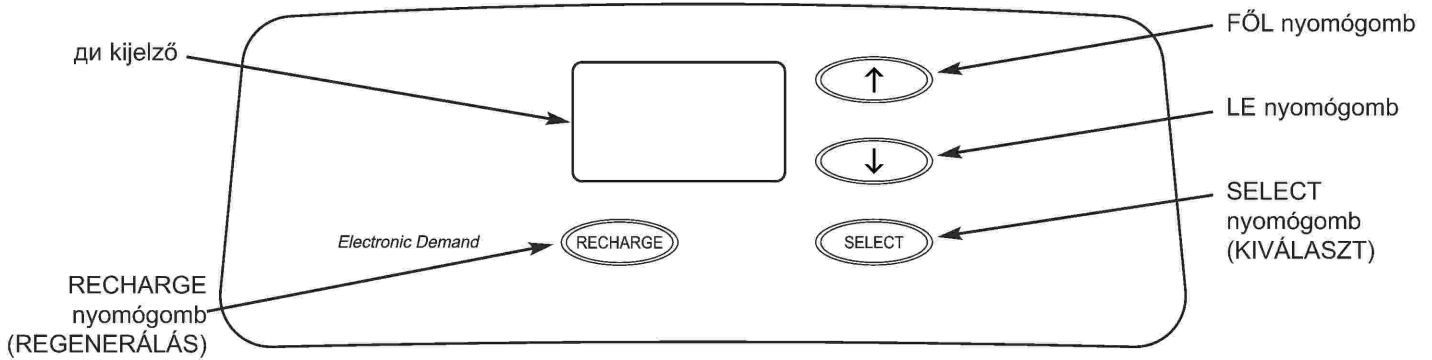 ди kijelző
FŐL nyomógomb
LE nyomógomb
SELECT
nyomógomb
(KIVÁLASZT)
↑
↓
Electronic Demand
RECHARGE
SELECT
RECHARGE
nyomógomb
(REGENERÁLÁS)